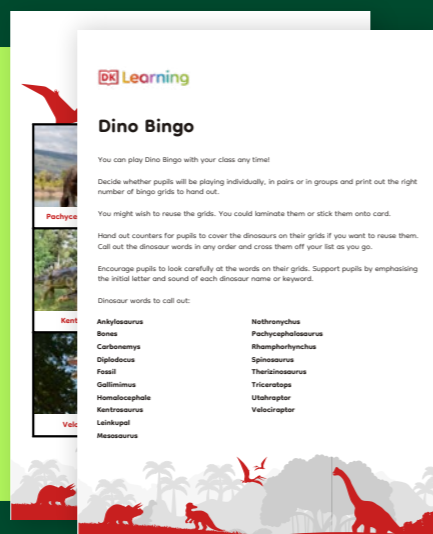 DK Learning
Dino Bingo
You can play Dino Bingo with your class any time!
Decide whether pupils will be playing individually, in pairs or in groups and print out the right
number of bingo grids to hand out.
You might wish to reuse the grids. You could laminate them or stick them onto card.
Hand out counters for pupils to cover the dinosaurs on their grids if you want to reuse them.
Call out the dinosaur words in any order and cross them off your list as you go.
Encourage pupils to look carefully at the words on their grids. Support pupils by emphasising
the initial letter and sound of each dinosaur name or keyword.
Dinosaur words to call out:
Ankylosaurus
Bones
Carbonemys
Diplodocus
Fossil
Gallimimus
Homalocephale
Kentrosaurus
Leinkupal
Mesosaurus
Nothronychus
Pachycephalosaurus
Rhamphorhynchus
Spinosaurus
Therizinosaurus
Triceratops
Utahraptor
Velociraptor
Pachyce
Kent
Velo